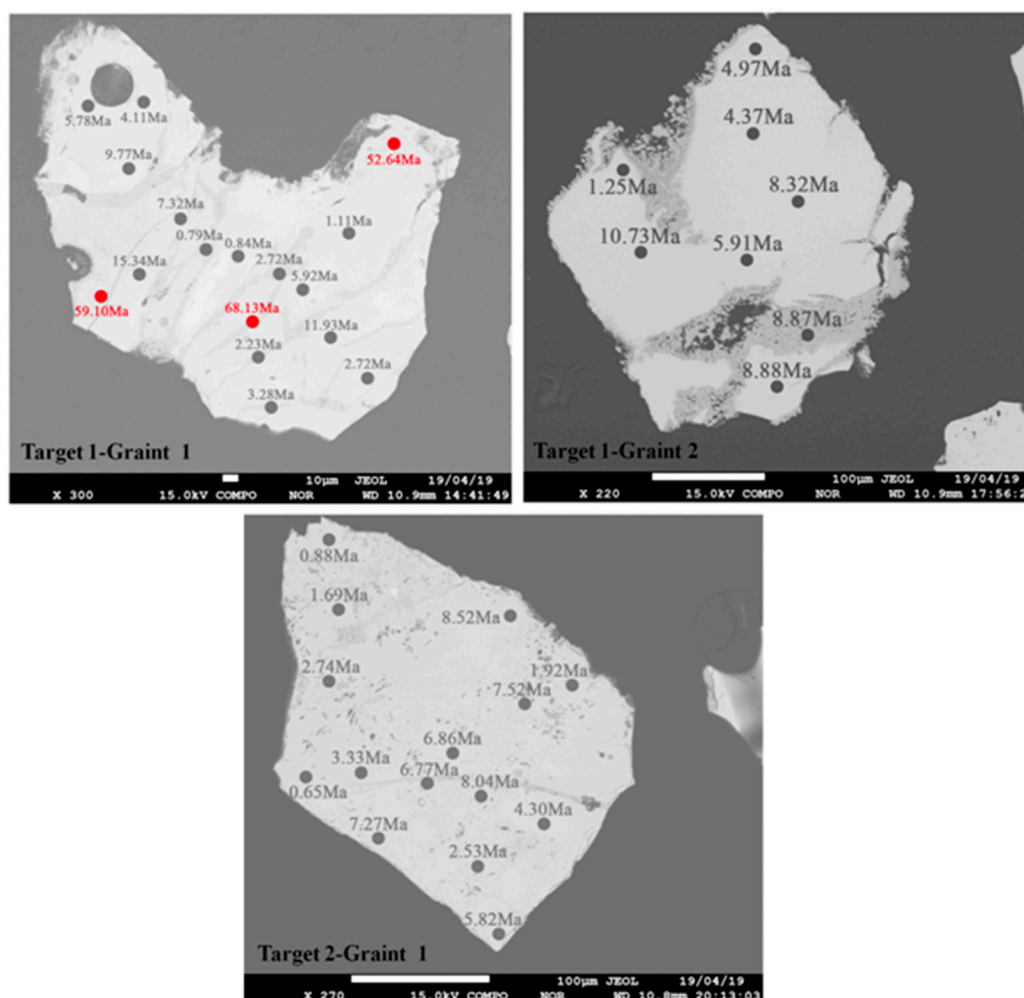 5.78Ma
4.11Ma
52.64Ma
9.77Ma
7.32Ma
1.11Ma
0.79Ma
0.84Ma
2.72Ma
15.34Ma
5.92Ma
59.10Ma
68.13Ma
11.93Ma
2.23Ma
2.72Ma
3.28Ma
Target 1-Graint 1
10μm JEOL 19/04/19
X 300 15.0kV COMPO NOR WD 10.9mm 14:41:49
4.97Ma
4.37Ma
1.25Ma
8.32Ma
10.73Ma
5.91Ma
8.87Ma
8.88Ma
Target 1-Graint 2
100μm JEOL 19/04/19
X 220 15.0kV COMPO NOR WD 10.9mm 17:56:2
0.88Ma
1.69Ma
8.52Ma
2.74Ma
1.92Ma
7.52Ma
6.86Ma
3.33Ma
6.77Ma
8.04Ma
0.65Ma
4.30Ma
7.27Ma
2.53Ma
5.82Ma
Target 2-Graint 1
100μm JEOL 19/04/19
X 270 15.0kV COMPO NOR WD 10.8mm 20:13:03